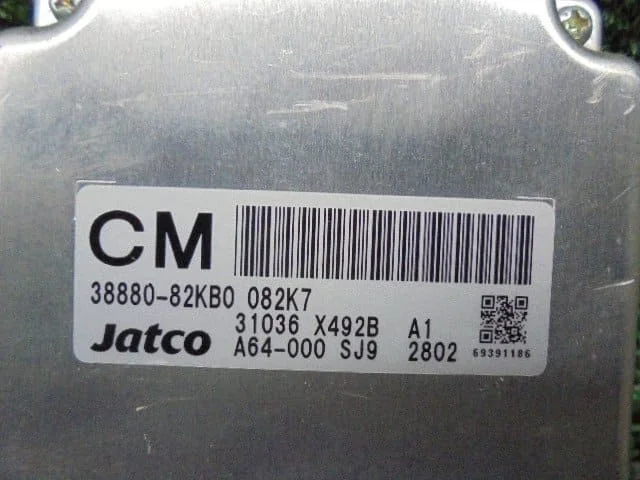 CM
38880-82KB0 082K7
31036 X492B A1
Jatco A64-000 SJ9 2802
69391186